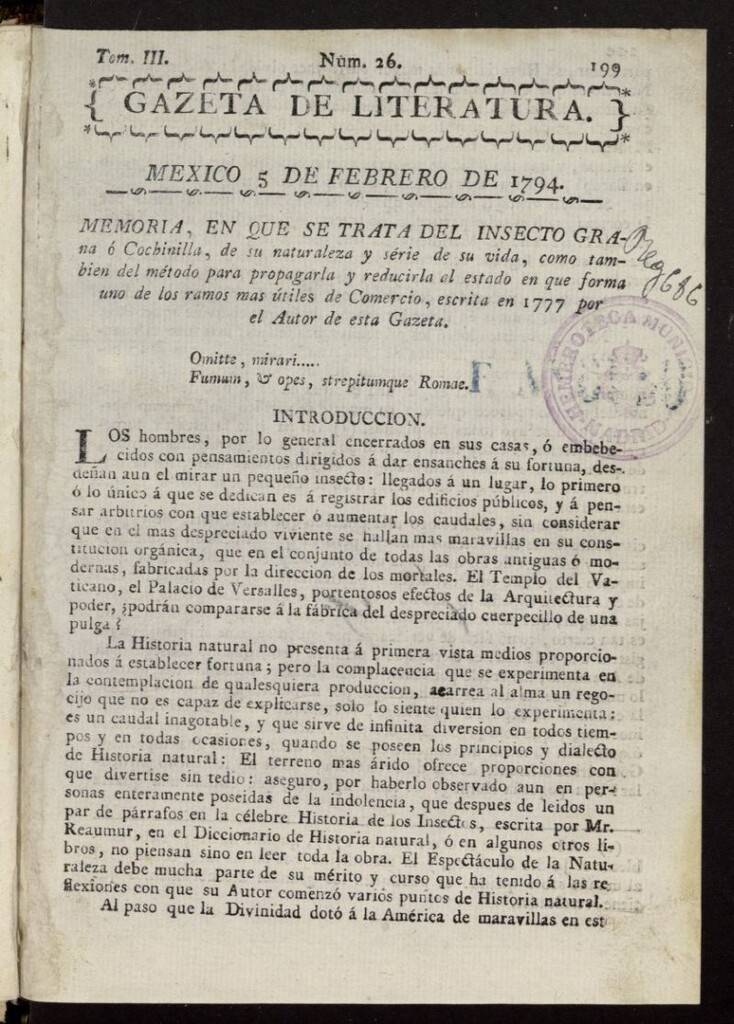 Tom. III. Nùm. 26. 199
GAZETA DE LITERATURA.
MEXICO 5 DE FEBRERO DE 1794.
MEMORIA, EN QUE SE TRATA DEL INSECTO GRA-
na ó Cochinilla, de su naturaleza y série de su vida, como tam-
bien del método para propagarla y reducirla al estado en que forma
uno de los ramos mas útiles de Comercio, escrita en 1777 por
el Autor de esta Gazeta.
Reg 686
Omitte, mirari.....
Fumum, & opes, strepitumque Romae.
HEMEROTECA MUNI
MADRID
INTRODUCCION.
LOS hombres, por lo general encerrados en sus casas, ó embebe-
cidos con pensamientos dirigidos á dar ensanches á su fortuna, des-
deñan aun el mirar un pequeño insecto: llegados á un lugar, lo primero
ó lo único á que se dedican es á registrar los edificios públicos, y á pen-
sar arbitrios con que establecer ó aumentar los caudales, sin considerar
que en el mas despreciado viviente se hallan mas maravillas en su cons-
titucion orgánica, que en el conjunto de todas las obras antiguas ó mo-
dernas, fabricadas por la direccion de los mortales. El Templo del Va-
ticano, el Palacio de Versalles, portentosos efectos de la Arquitectura y
poder, ¿podrán compararse á la fábrica del despreciado cuerpecillo de una
pulga?
La Historia natural no presenta á primera vista medios proporcio-
nados á establecer fortuna; pero la complacencia que se experimenta en
la contemplacion de qualesquiera produccion, acarrea al alma un rego-
cijo que no es capaz de explicarse, solo lo siente quien lo experimenta:
es un caudal inagotable, y que sirve de infinita diversion en todos tiem-
pos y en todas ocasiones, quando se poseen los principios y dialecto
de Historia natural: El terreno mas árido ofrece proporciones con
que divertise sin tedio: aseguro, por haberlo observado aun en per-
sonas enteramente poseidas de la indolencia, que despues de leidos un
par de párrafos en la célebre Historia de los Insectos, escrita por Mr.
Reaumur, en el Diccionario de Historia natural, ó en algunos otros li-
bros, no piensan sino en leer toda la obra. El Espectáculo de la Natu-
raleza debe mucha parte de su mérito y curso que ha tenido á las re
flexiones con que su Autor comenzó varios puntos de Historia natural.
Al paso que la Divinidad dotó á la América de maravillas en est